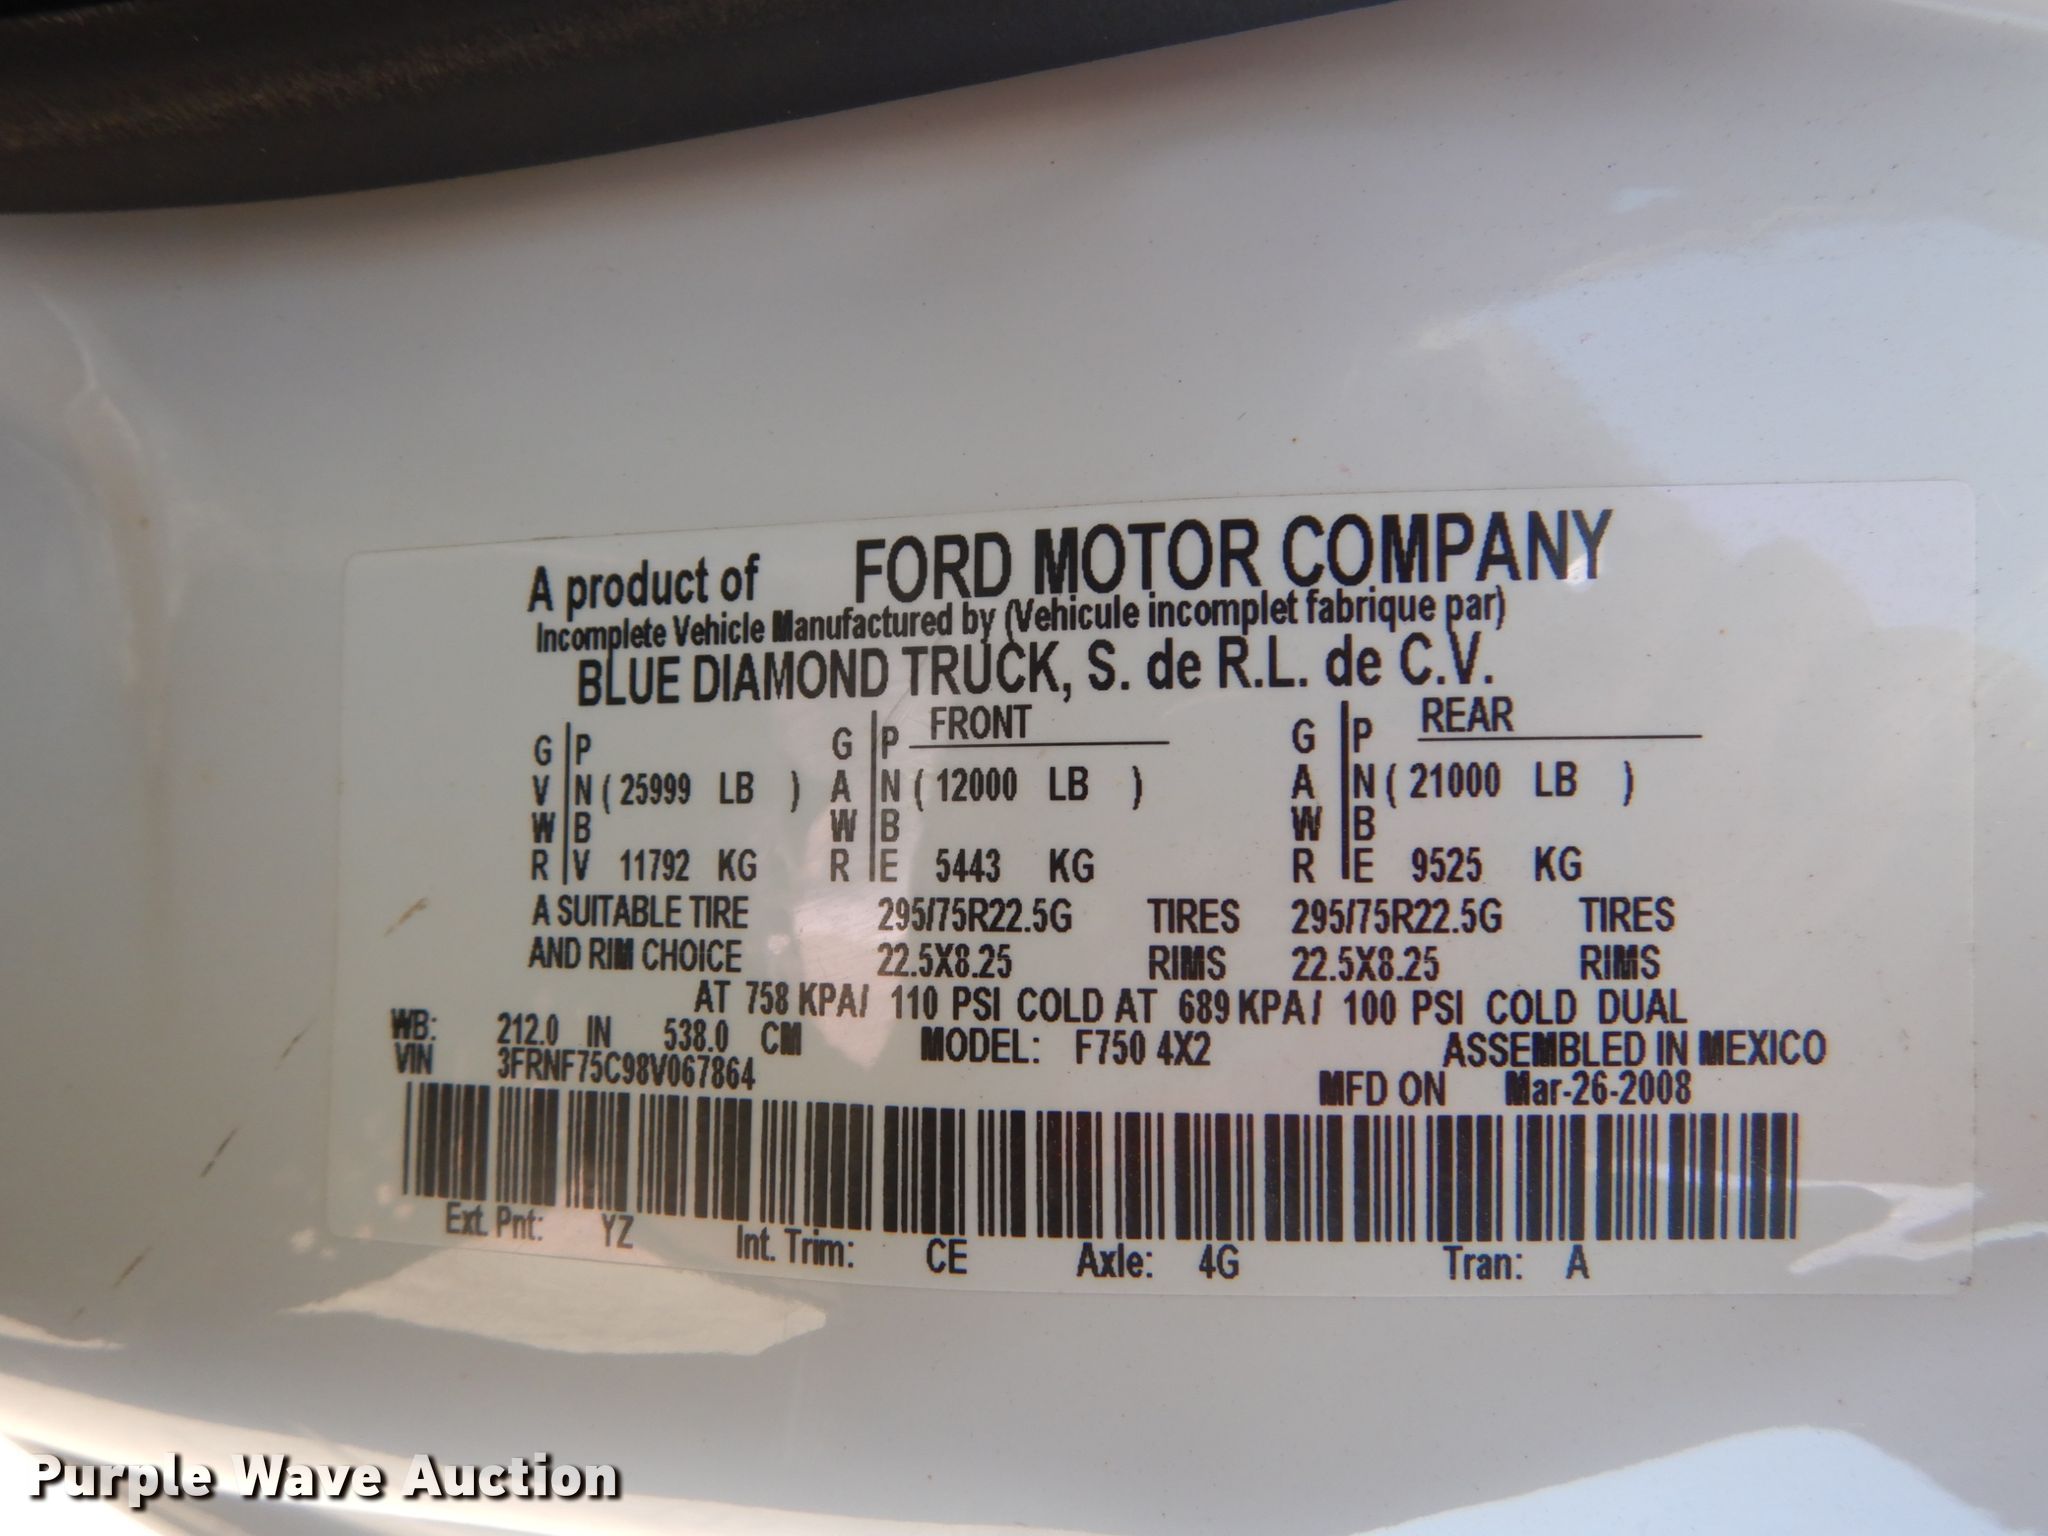 A product of FORD MOTOR COMPANY
Incomplete Vehicle Manufactured by (Vehicule incomplet fabrique par)
BLUE DIAMOND TRUCK, S. de R.L. de C.V.
G P G P FRONT G P REAR
V N ( 25999 LB ) A N ( 12000 LB ) A N ( 21000 LB )
W B W B W B
R V 11792 KG R E 5443 KG R E 9525 KG
A SUITABLE TIRE 295/75R22.5G TIRES 295/75R22.5G TIRES
AND RIM CHOICE 22.5X8.25 RIMS 22.5X8.25 RIMS
AT 758 KPA/ 110 PSI COLD AT 689 KPA/ 100 PSI COLD DUAL
WB: 212.0 IN 538.0 CM MODEL: F750 4X2 ASSEMBLED IN MEXICO
VIN 3FRNF75C98V067864 MFD ON Mar-26-2008
Ext. Pnt: YZ Int. Trim: CE Axle: 4G Tran: A
Purple Wave Auction